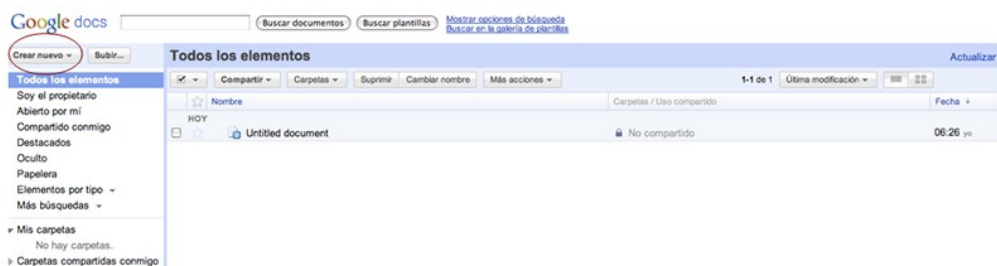 Google docs
Buscar documentos Buscar plantillas Mostrar opciones de búsqueda
Buscar en la galería de plantillas
Crear nuevo Subir...
Todos los elementos
Actualizar
Todos los elementos
Soy el propietario
Abierto por mí
Compartido conmigo
Destacados
Oculto
Papelera
Elementos por tipo
Más búsquedas
Mis carpetas
No hay carpetas.
Carpetas compartidas conmigo
Compartir Carpetas Suprimir Cambiar nombre Más acciones 1-1 de 1 Última modificación
Nombre Carpetas / Uso compartido Fecha
HOY
Untitled document No compartido 06:26 yo